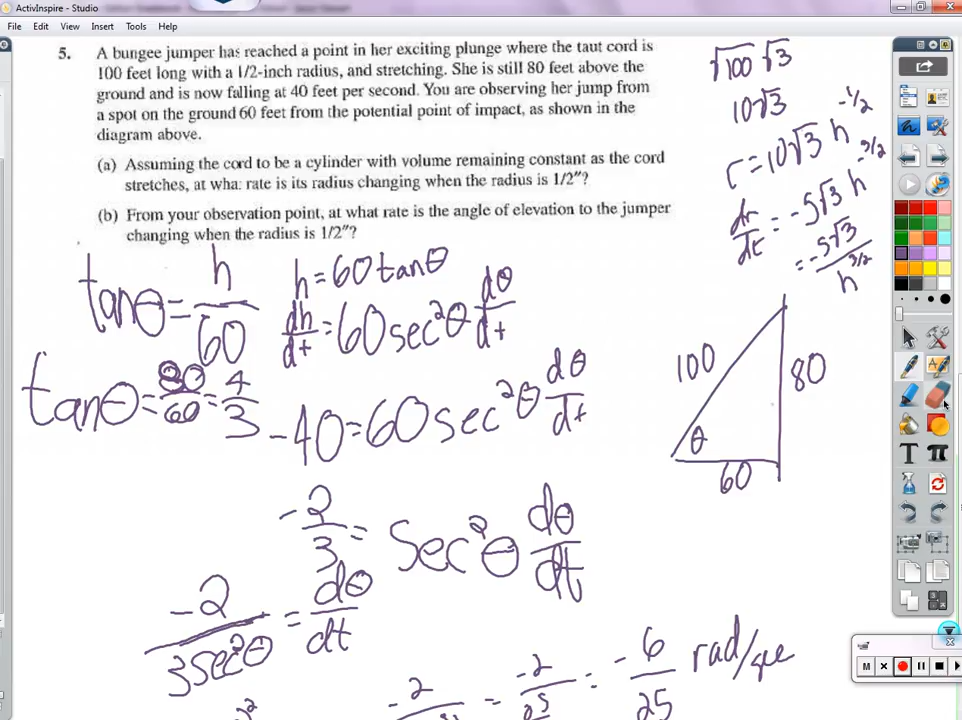 ActivInspire - Studio
File Edit View Insert Tools Help
5. A bungee jumper has reached a point in her exciting plunge where the taut cord is
100 feet long with a 1/2-inch radius, and stretching. She is still 80 feet above the
ground and is now falling at 40 feet per second. You are observing her jump from
a spot on the ground 60 feet from the potential point of impact, as shown in the
diagram above.
(a) Assuming the cord to be a cylinder with volume remaining constant as the cord
stretches, at wha: rate is its radius changing when the radius is 1/2″?
(b) From your observation point, at what rate is the angle of elevation to the jumper
changing when the radius is 1/2″?
√100 √3
10√3
r = 10√3 h -1/2
dr/dt = -5√3 h -3/2
= -5√3 / h 3/2
tanθ = h/60
h = 60tanθ
dh/dt = 60sec²θ dθ/dt
tanθ = 80/60 = 4/3
-40 = 60sec²θ dθ/dt
100
80
θ
60
-2/3 = sec²θ dθ/dt
-2/3sec²θ = dθ/dt
-2
= -2
= -6/25 rad/sec
T π
M